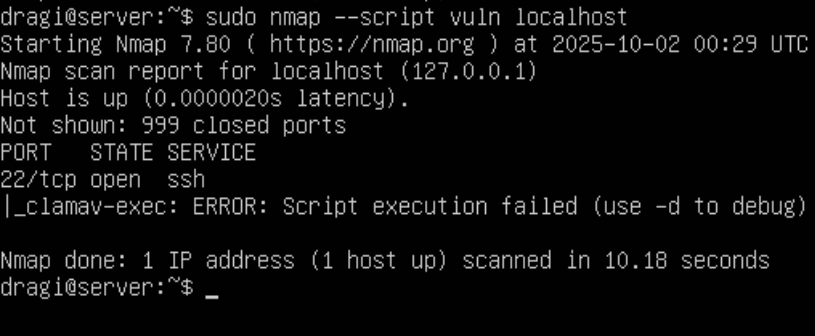 dragi@server:~$ sudo nmap --script vuln localhost
Starting Nmap 7.80 ( https://nmap.org ) at 2025-10-02 00:29 UTC
Nmap scan report for localhost (127.0.0.1)
Host is up (0.0000020s latency).
Not shown: 999 closed ports
PORT   STATE SERVICE
22/tcp open  ssh
|_clamav-exec: ERROR: Script execution failed (use -d to debug)
Nmap done: 1 IP address (1 host up) scanned in 10.18 seconds
dragi@server:~$ _